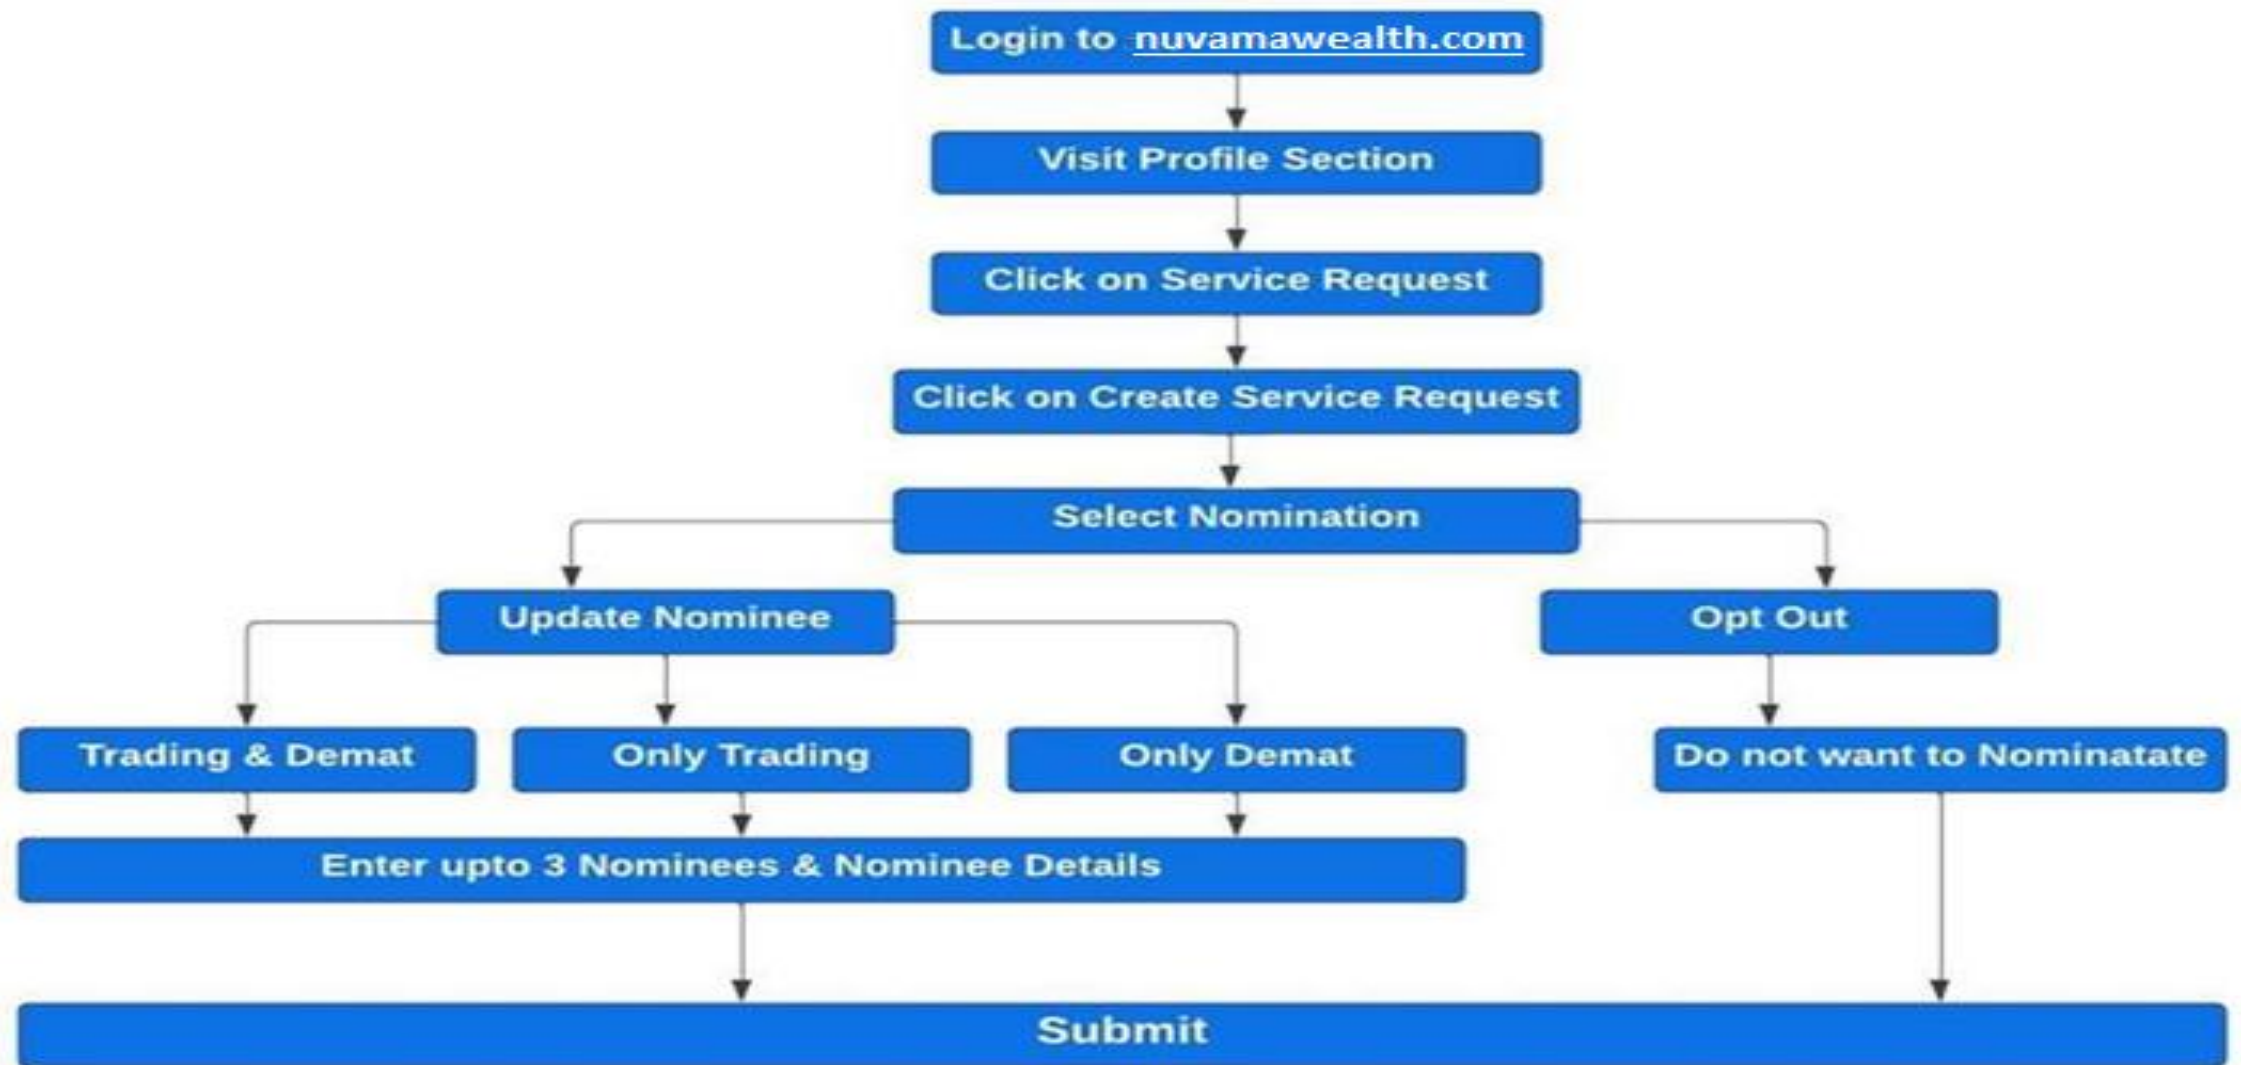 Login to nuvamawealth.com
Visit Profile Section
Click on Service Request
Click on Create Service Request
Select Nomination
Update Nominee
Opt Out
Trading & Demat
Only Trading
Only Demat
Do not want to Nominatate
Enter upto 3 Nominees & Nominee Details
Submit